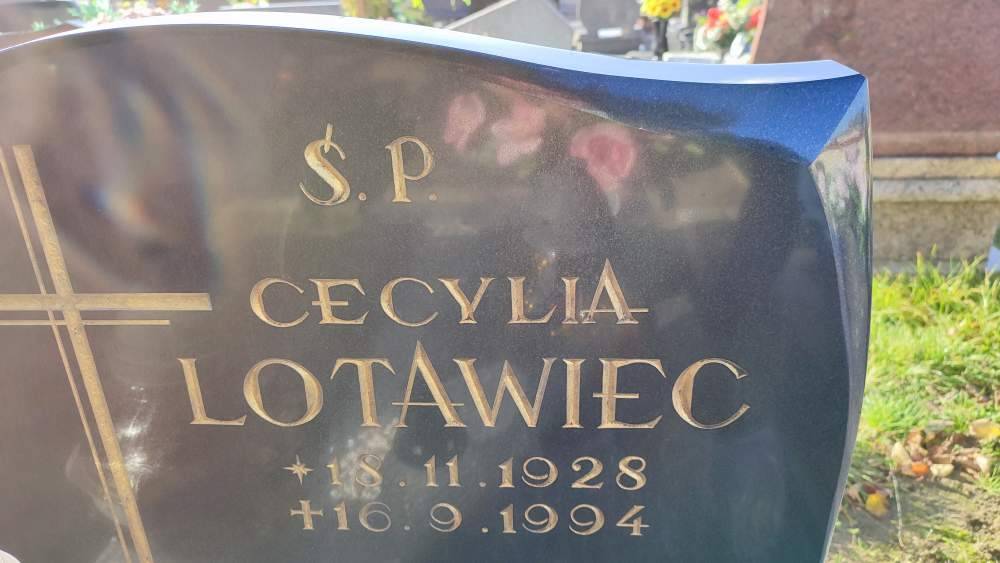 Ś. P.
CECYLIA
LOTAWIEC
* 18. 11. 1928
✝ 16. 9. 1994